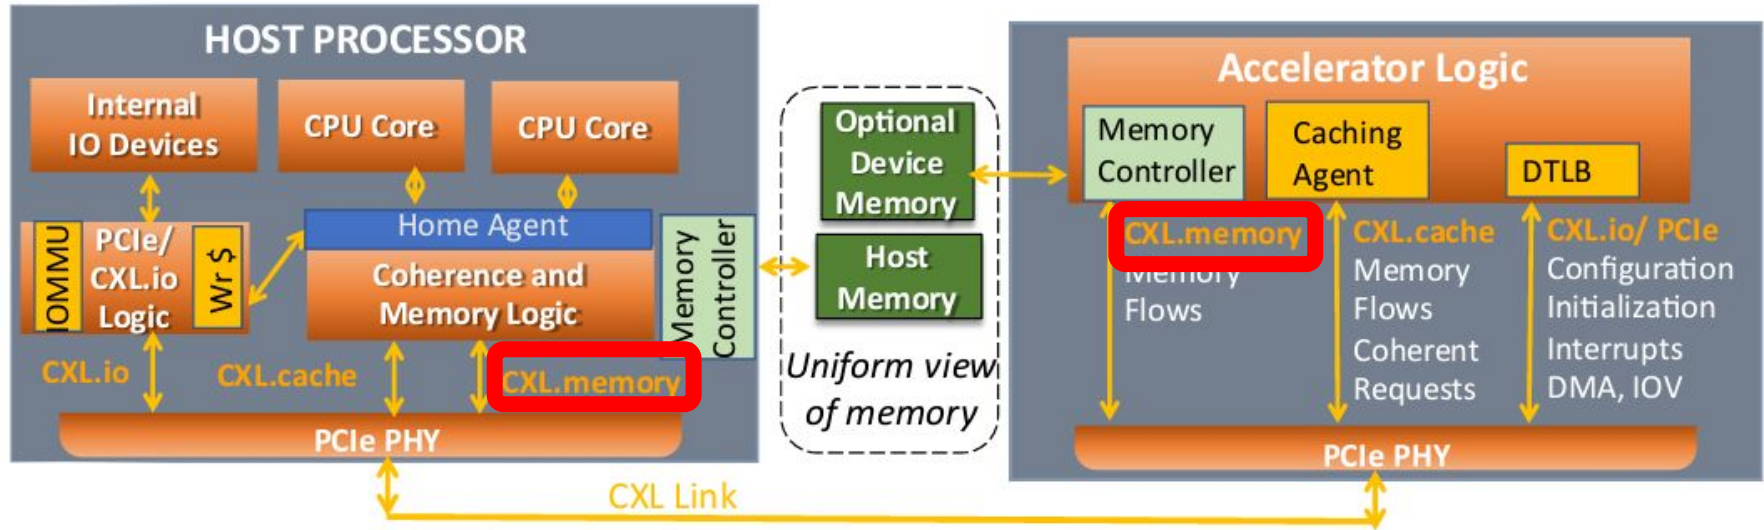 HOST PROCESSOR
Internal
IO Devices
CPU Core
CPU Core
Home Agent
IOMMU
PCIe/
CXL.io
Logic
Wr $
Coherence and
Memory Logic
Memory
Controller
CXL.io
CXL.cache
CXL.memory
PCIe PHY
Optional
Device
Memory
Host
Memory
Uniform view
of memory
Accelerator Logic
Memory
Controller
Caching
Agent
DTLB
CXL.memory
Memory
Flows
CXL.cache
Memory
Flows
Coherent
Requests
CXL.io/ PCIe
Configuration
Initialization
Interrupts
DMA, IOV
PCIe PHY
CXL Link